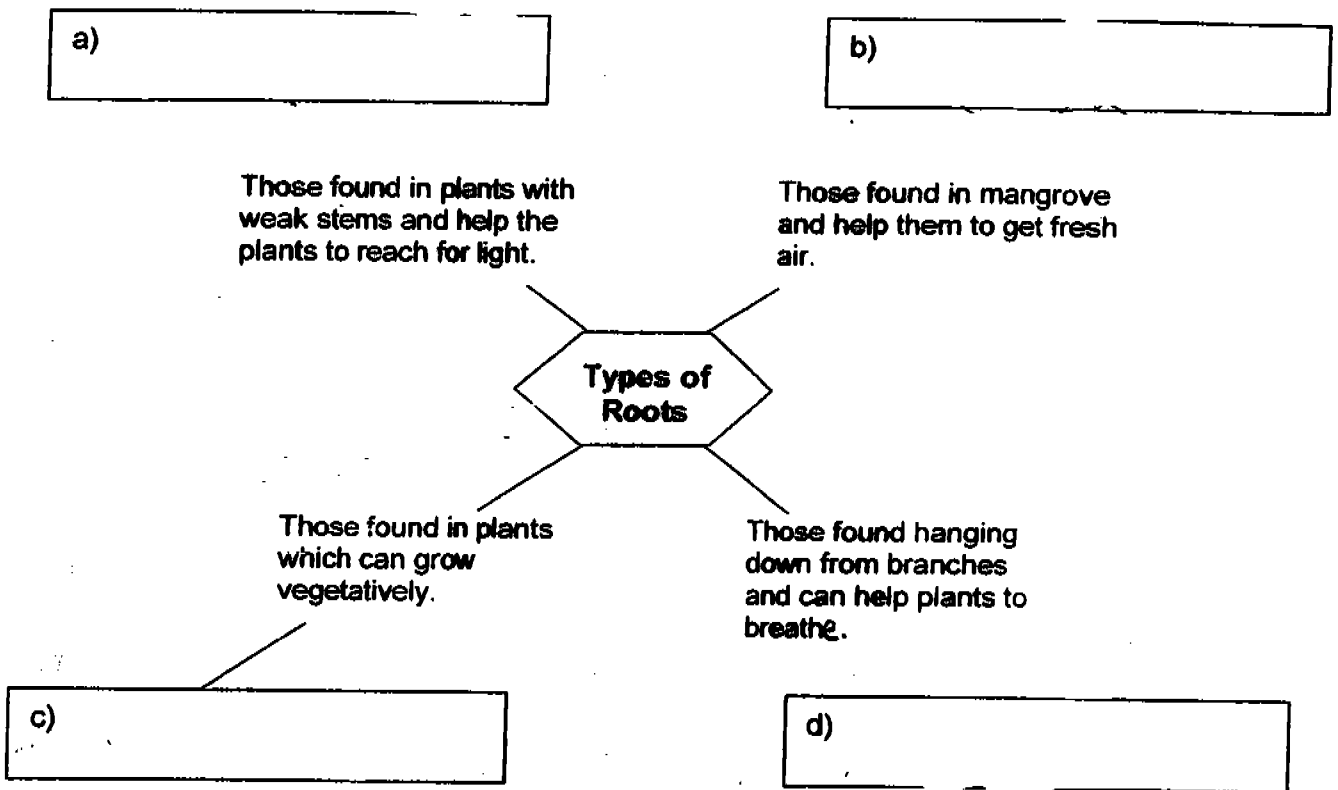 a)
b)
Those found in plants with
weak stems and help the
plants to reach for light.
Those found in mangrove
and help them to get fresh
air.
Types of
Roots
Those found in plants
which can grow
vegetatively.
Those found hanging
down from branches
and can help plants to
breathe.
c)
d)